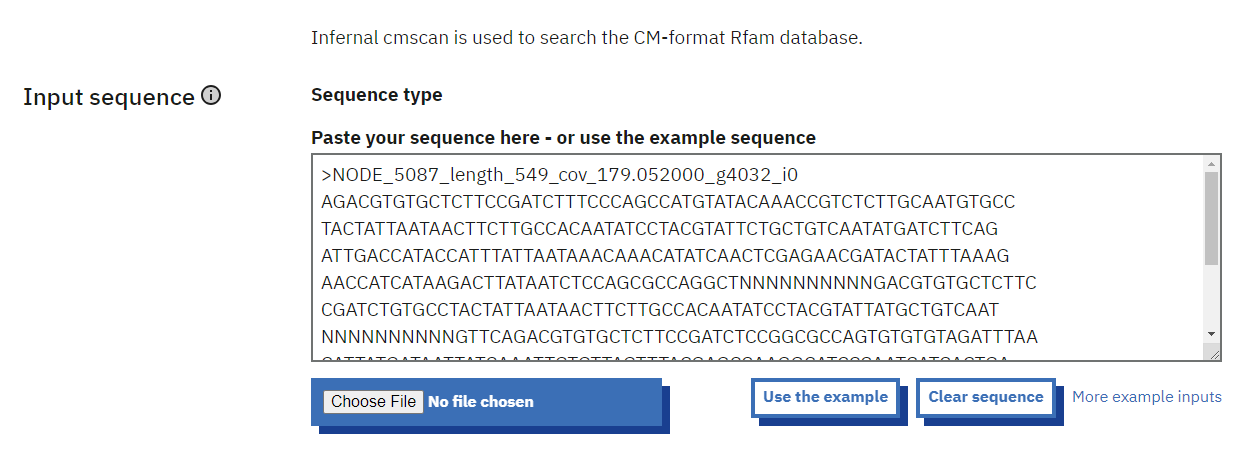 Infernal cmscan is used to search the CM-format Rfam database.
Input sequence
Sequence type
Paste your sequence here - or use the example sequence
>NODE_5087_length_549_cov_179.052000_g4032_i0
AGACGTGTGCTCTTCCGATCTTTCCCAGCCATGTATACAAACCGTCTCTTGCAATGTGCC
TACTATTAATAACTTCTTGCCACAATATCCTACGTATTCTGCTGTCAATATGATCTTCAG
ATTGACCATACCATTTATTAATAAACAAACATATCAACTCGAGAACGATACTATTTAAAG
AACCATCATAAGACTTATAATCTCCAGCGCCAGGCTNNNNNNNNNNGACGTGTGCTCTTC
CGATCTGTGCCTACTATTAATAACTTCTTGCCACAATATCCTACGTATTATGCTGTCAAT
NNNNNNNNNNGTTCAGACGTGTGCTCTTCCGATCTCCGGCGCCAGTGTGTGTAGATTTAA
Choose File No file chosen
Use the example
Clear sequence
More example inputs